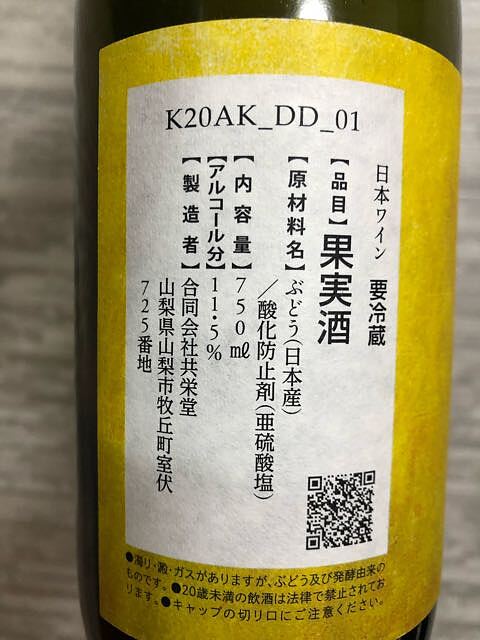 K20AK_DD_01
日本ワイン 要冷蔵
【品目】果実酒
【原材料名】ぶどう(日本産)
／酸化防止剤(亜硫酸塩)
【内容量】750㎖
【アルコール分】11・5％
【製造者】合同会社共栄堂
山梨県山梨市牧丘町室伏
725番地
●濁り・澱・ガスがありますが、ぶどう及び発酵由来の
ものです。●20歳未満の飲酒は法律で禁止されてお
ります。●キャップの切り口にご注意ください。